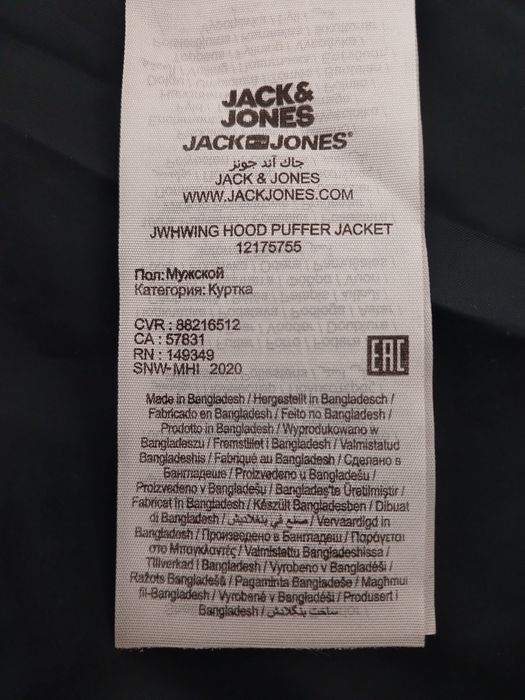 JACK&
JONES
JACK JONES®
جاك آند جونز
JACK & JONES
WWW.JACKJONES.COM
JWHWING HOOD PUFFER JACKET
12175755
Пол: Мужской
Категория: Куртка
CVR : 88216512
CA : 57831
RN : 149349
SNW-MHI 2020
EAC
Made in Bangladesh / Hergestellt in Bangladesch /
Fabricado en Bangladesh / Feito no Bangladesh /
Prodotto in Bangladesh / Wyprodukowano w
Bangladeszu / Fremstillet i Bangladesh / Valmistatud
Bangladeshis / Fabriqué au Bangladesh / Сделано в
Бангладеше / Proizvedeno u Bangladešu /
Proizvedeno v Bangladešu / Bangladeş'te Üretilmiştir /
Fabricat în Bangladesh / Készült Bangladesben / Dibuat
di Bangladesh / صنع في بنغلاديش / Vervaardigd in
Bangladesh / Произведено в Бангладеш / Παράγεται
στο Μπαγκλαντές / Valmistettu Bangladeshissa /
Tillverkad i Bangladesh / Vyrobeno v Bangladéši /
Ražots Bangladešā / Pagaminta Bangladeše / Maghmul
fil-Bangladesh / Vyrobené v Bangladéši / Produsert i
Bangladesh / ساخت بنگلادش